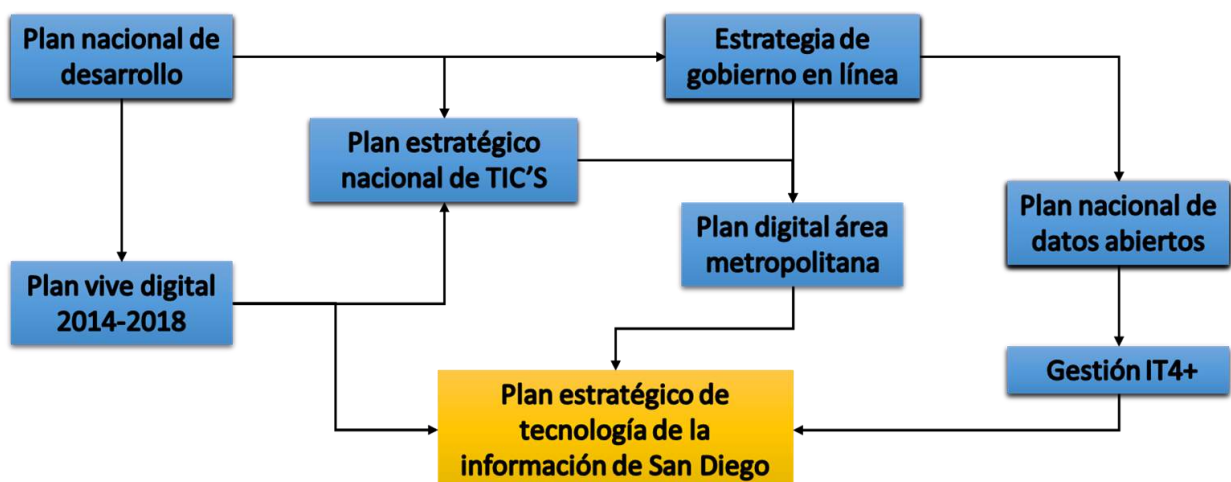 Plan nacional de
desarrollo
Estrategia de
gobierno en línea
Plan estratégico
nacional de TIC’S
Plan nacional de
datos abiertos
Plan digital área
metropolitana
Plan vive digital
2014-2018
Gestión IT4+
Plan estratégico de
tecnología de la
información de San Diego